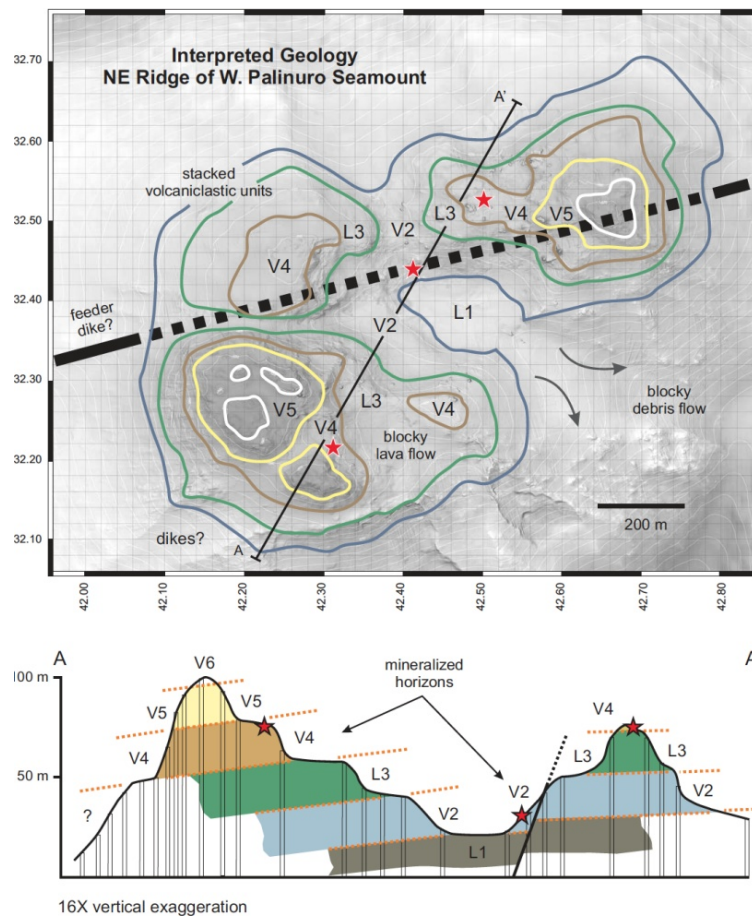 Interpreted Geology
NE Ridge of W. Palinuro Seamount
32.70
32.60
32.50
32.40
32.30
32.20
32.10
A'
stacked
volcaniclastic units
L3
V2
L3
V4
V5
V4
feeder
dike?
L1
V2
V5
L3
V4
V4
blocky
debris flow
blocky
lava flow
200 m
dikes?
A
42.00
42.10
42.20
42.30
42.40
42.50
42.60
42.70
42.80
A
V6
mineralized
horizons
A
00 m
V5
V5
V4
V4
V4
L3
L3
50 m
L3
V2
V2
V2
?
L1
16X vertical exaggeration